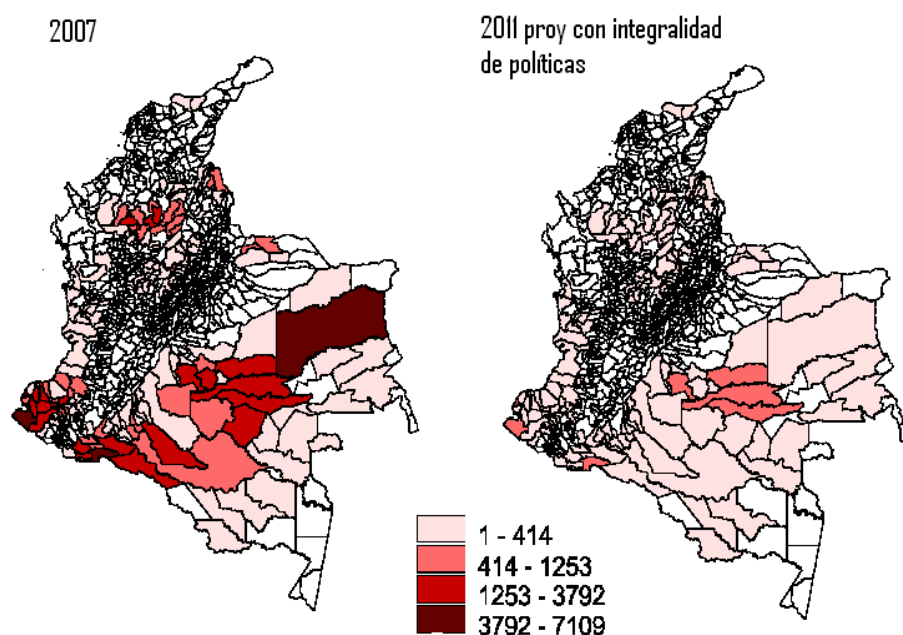 2007
2011 proy con integralidad
de políticas
1 - 414
414 - 1253
1253 - 3792
3792 - 7109